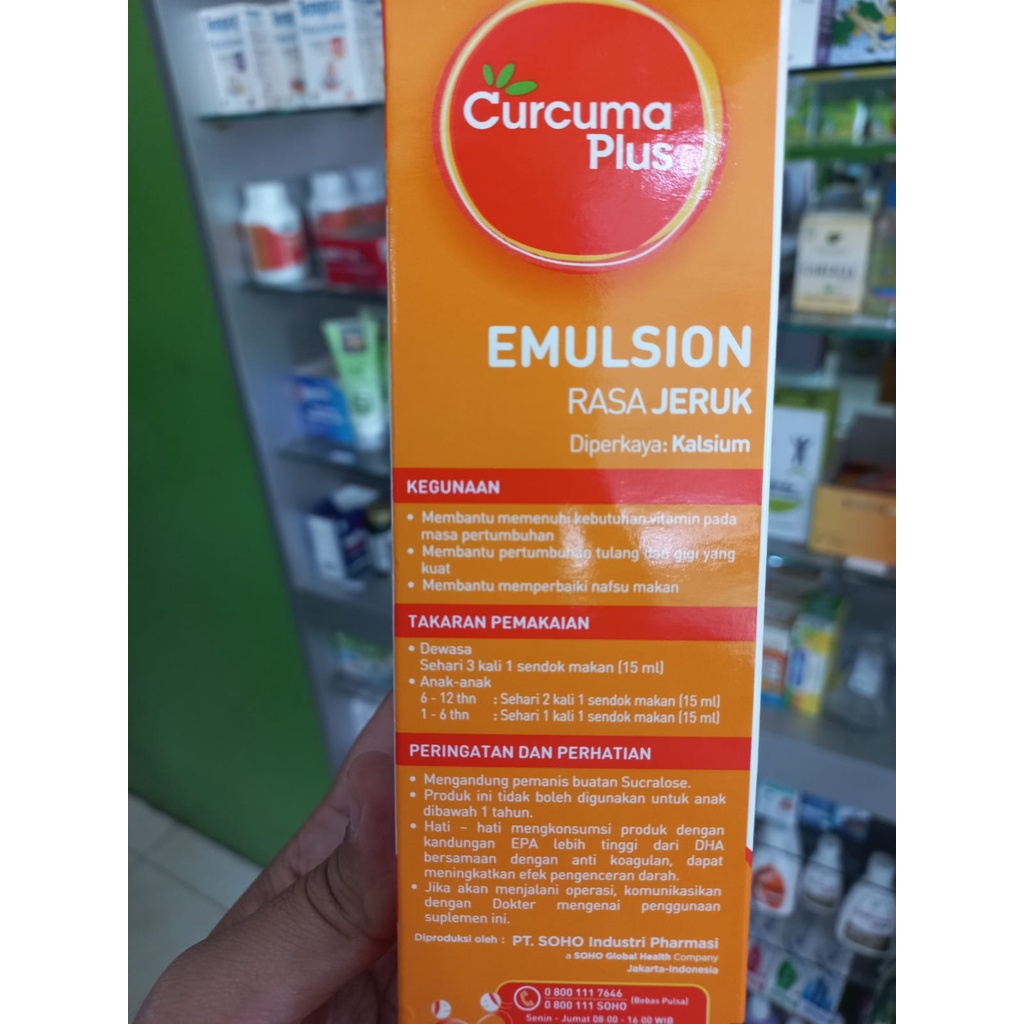 Curcuma
Plus
EMULSION
RASA JERUK
Diperkaya: Kalsium
KEGUNAAN
• Membantu memenuhi kebutuhan vitamin pada
masa pertumbuhan
• Membantu pertumbuhan tulang dan gigi yang
kuat
• Membantu memperbaiki nafsu makan
TAKARAN PEMAKAIAN
• Dewasa
Sehari 3 kali 1 sendok makan (15 ml)
• Anak-anak
6 - 12 thn : Sehari 2 kali 1 sendok makan (15 ml)
1 - 6 thn : Sehari 1 kali 1 sendok makan (15 ml)
PERINGATAN DAN PERHATIAN
• Mengandung pemanis buatan Sucralose.
• Produk ini tidak boleh digunakan untuk anak
dibawah 1 tahun.
• Hati – hati mengkonsumsi produk dengan
kandungan EPA lebih tinggi dari DHA
bersamaan dengan anti koagulan, dapat
meningkatkan efek pengenceran darah.
• Jika akan menjalani operasi, komunikasikan
dengan Dokter mengenai penggunaan
suplemen ini.
Diproduksi oleh : PT. SOHO Industri Pharmasi
a SOHO Global Health Company
Jakarta-Indonesia
0 800 111 7646
0 800 111 SOHO (Bebas Pulsa)
Senin - Jumat 08.00 - 16.00 WIB